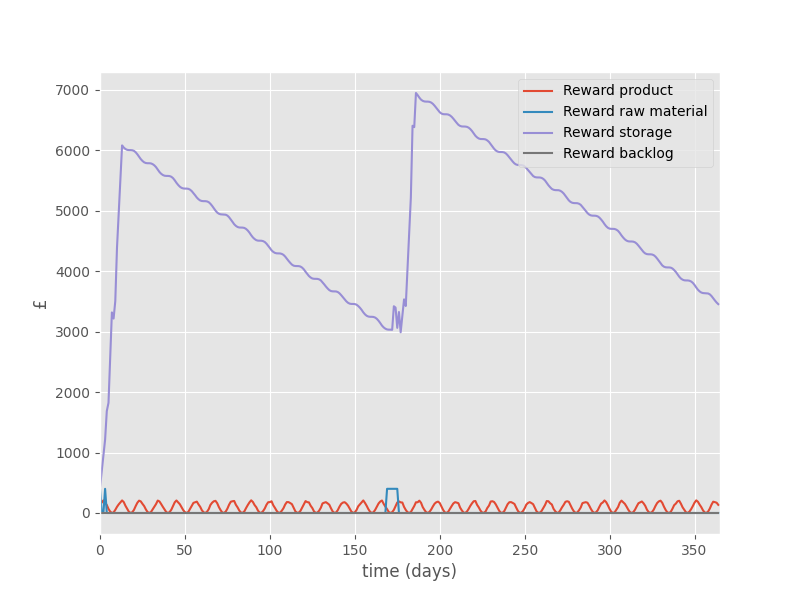 7000
6000
5000
4000
3000
2000
1000
0
£
0 50 100 150 200 250 300 350
time (days)
Reward product
Reward raw material
Reward storage
Reward backlog